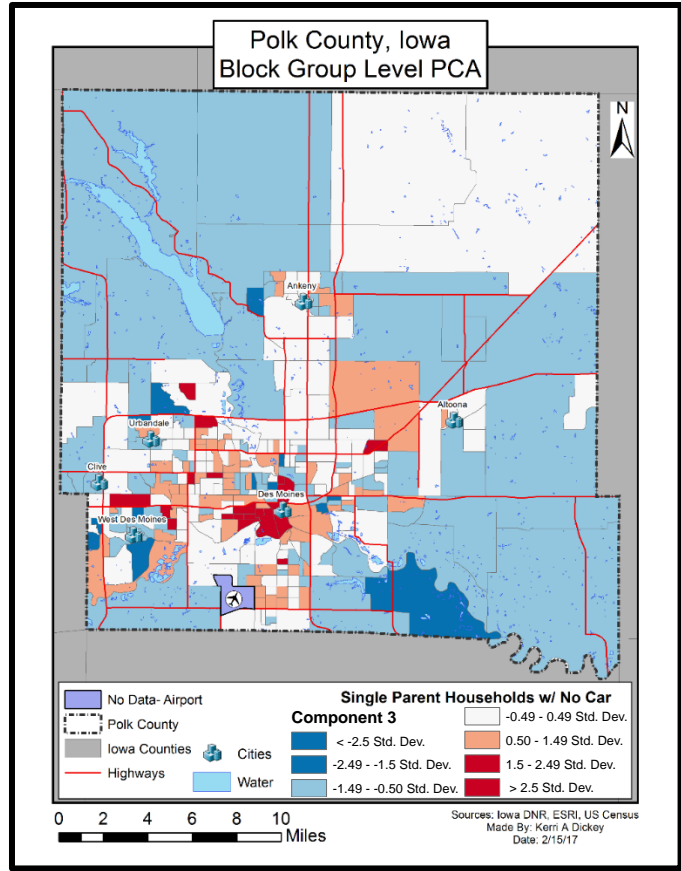 Polk County, Iowa
Block Group Level PCA
N
Ankeny
Altoona
Urbandale
Clive
Des Moines
West Des Moines
No Data- Airport
Polk County
Iowa Counties
Highways
Cities
Water
Single Parent Households w/ No Car
Component 3
< -2.5 Std. Dev.
-2.49 - -1.5 Std. Dev.
-1.49 - -0.50 Std. Dev.
-0.49 - 0.49 Std. Dev.
0.50 - 1.49 Std. Dev.
1.5 - 2.49 Std. Dev.
> 2.5 Std. Dev.
0 2 4 6 8 10
Miles
Sources: Iowa DNR, ESRI, US Census
Made By: Kerri A Dickey
Date: 2/15/17